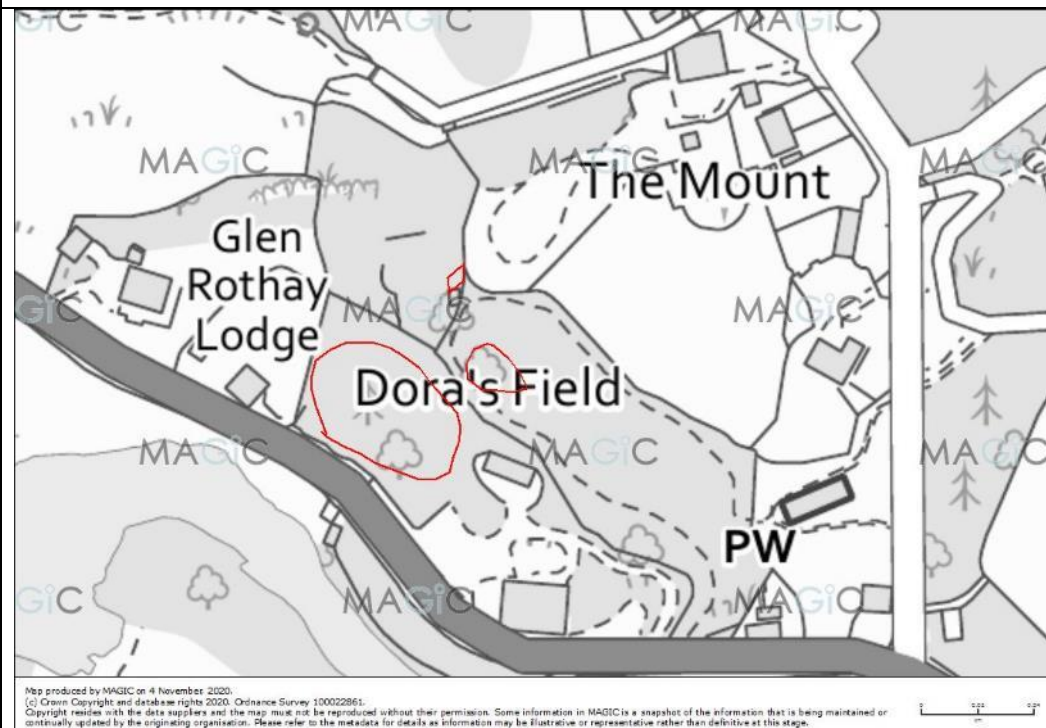 GiC MAGiC MAGiC
MAGiC MAGiC MAGiC
The Mount
Glen
Rothay
Lodge
GiC MAGiC
Dora's Field
MAGiC MAGiC MAGiC
PW
GiC MAGiC MAGiC
Map produced by MAGIC on 4 November, 2020.
(c) Crown Copyright and database rights 2020. Ordnance Survey 100022861.
Copyright resides with the data suppliers and the map must not be reproduced without their permission. Some information in MAGIC is a snapshot of the information that is being maintained or
continually updated by the originating organisation. Please refer to the metadata for details as information may be illustrative or representative rather than definitive at this stage.